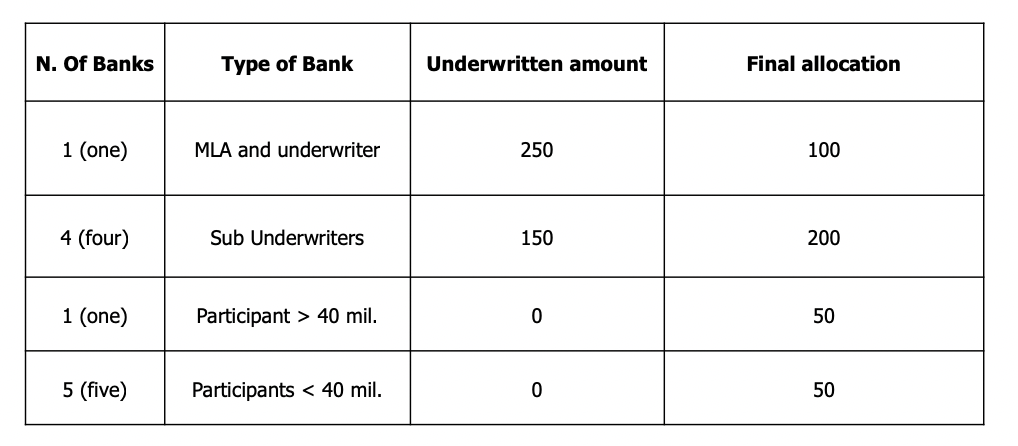 N. Of Banks Type of Bank Underwritten amount Final allocation
1 (one) MLA and underwriter 250 100
4 (four) Sub Underwriters 150 200
1 (one) Participant > 40 mil. 0 50
5 (five) Participants < 40 mil. 0 50